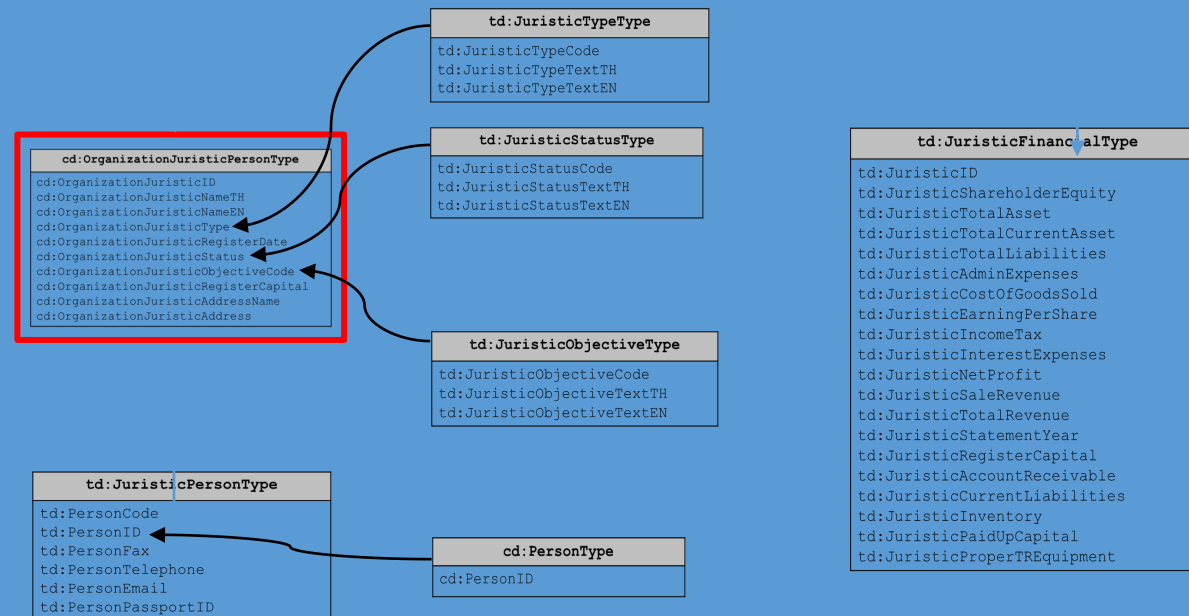 td:JuristicTypeType
td:JuristicTypeCode
td:JuristicTypeTextTH
td:JuristicTypeTextEN
cd:OrganizationJuristicPersonType
cd:OrganizationJuristicID
cd:OrganizationJuristicNameTH
cd:OrganizationJuristicNameEN
cd:OrganizationJuristicType
cd:OrganizationJuristicRegisterDate
cd:OrganizationJuristicStatus
cd:OrganizationJuristicObjectiveCode
cd:OrganizationJuristicRegisterCapital
cd:OrganizationJuristicAddressName
cd:OrganizationJuristicAddress
td:JuristicStatusType
td:JuristicStatusCode
td:JuristicStatusTextTH
td:JuristicStatusTextEN
td:JuristicObjectiveType
td:JuristicObjectiveCode
td:JuristicObjectiveTextTH
td:JuristicObjectiveTextEN
td:JuristicFinancialType
td:JuristicID
td:JuristicShareholderEquity
td:JuristicTotalAsset
td:JuristicTotalCurrentAsset
td:JuristicTotalLiabilities
td:JuristicAdminExpenses
td:JuristicCostOfGoodsSold
td:JuristicEarningPerShare
td:JuristicIncomeTax
td:JuristicInterestExpenses
td:JuristicNetProfit
td:JuristicSaleRevenue
td:JuristicTotalRevenue
td:JuristicStatementYear
td:JuristicRegisterCapital
td:JuristicAccountReceivable
td:JuristicCurrentLiabilities
td:JuristicInventory
td:JuristicPaidUpCapital
td:JuristicProperTREquipment
td:JuristicPersonType
td:PersonCode
td:PersonID
td:PersonFax
td:PersonTelephone
td:PersonEmail
td:PersonPassportID
cd:PersonType
cd:PersonID